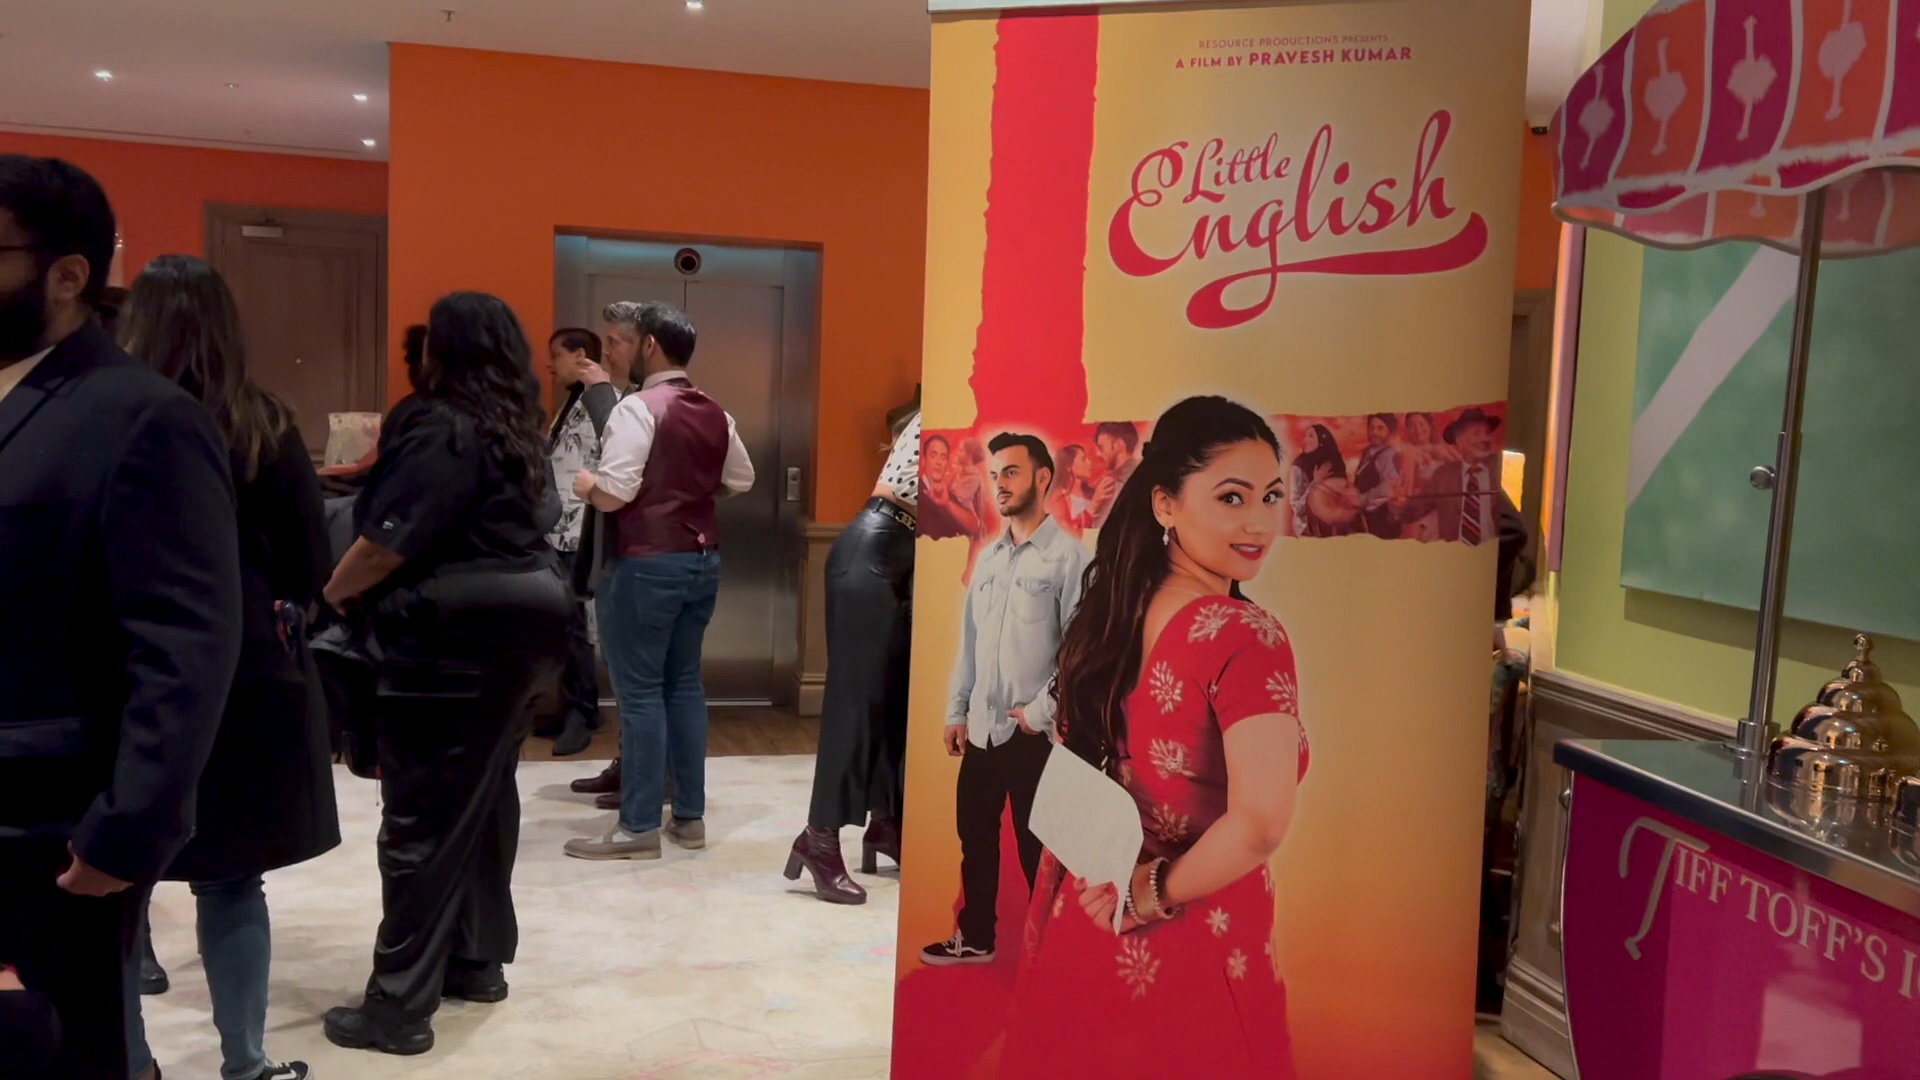 RESOURCE PRODUCTIONS PRESENTS
A FILM BY PRAVESH KUMAR
Little
English
TIFF TOFF'S